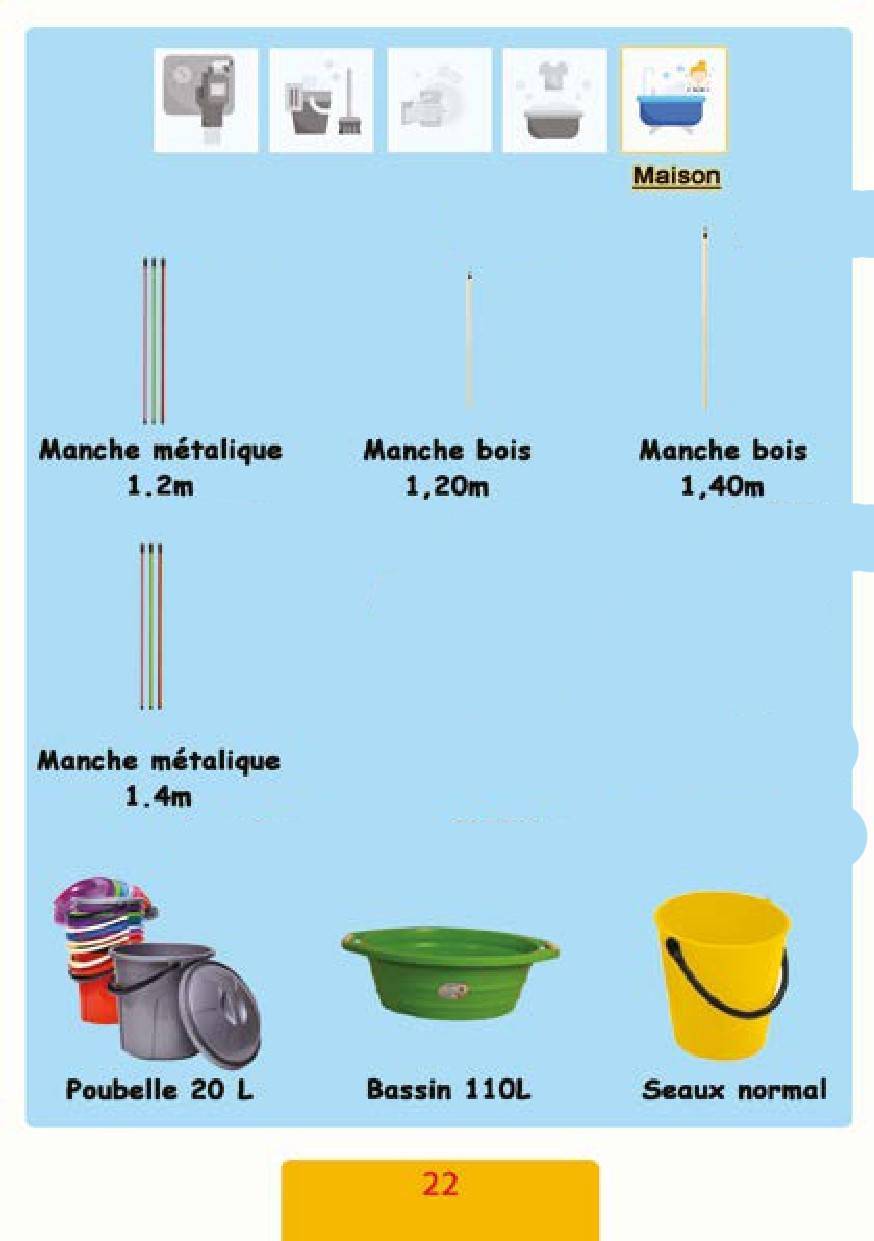 Maison
Manche métalique
1.2m
Manche bois
1,20m
Manche bois
1,40m
Manche métalique
1.4m
Poubelle 20 L
Bassin 110L
Seaux normal
22